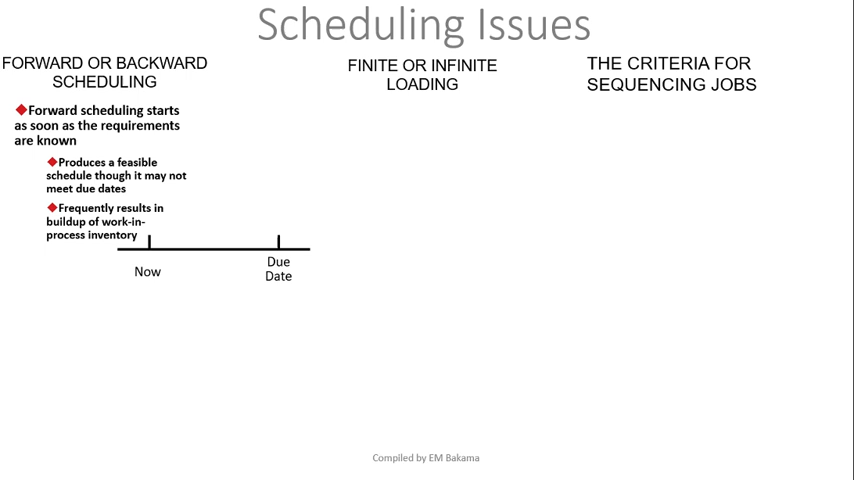 Scheduling Issues
FORWARD OR BACKWARD
SCHEDULING
◆Forward scheduling starts
as soon as the requirements
are known
◆Produces a feasible
schedule though it may not
meet due dates
◆Frequently results in
buildup of work-in-
process inventory
Now
Due
Date
FINITE OR INFINITE
LOADING
THE CRITERIA FOR
SEQUENCING JOBS
Compiled by EM Bakama